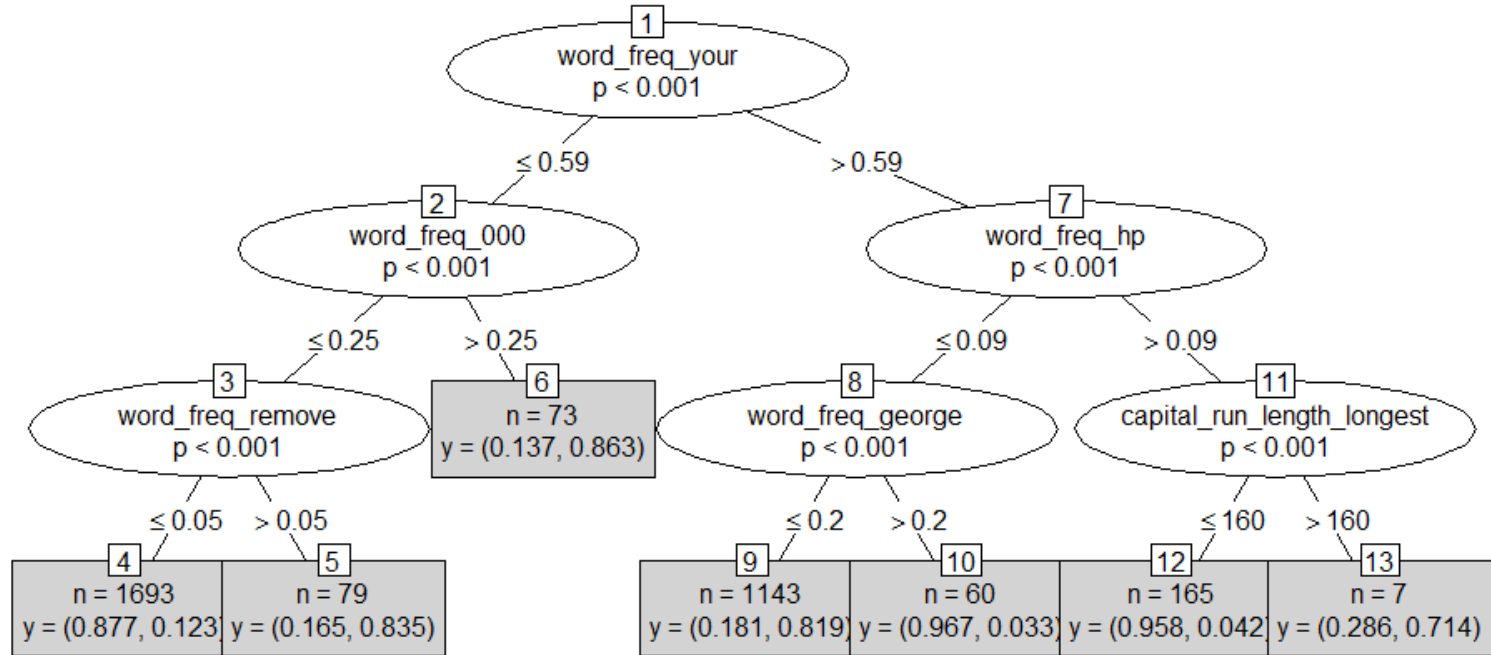 1
word_freq_your
p < 0.001
≤ 0.59
> 0.59
2
word_freq_000
p < 0.001
7
word_freq_hp
p < 0.001
≤ 0.25
> 0.25
≤ 0.09
> 0.09
3
word_freq_remove
p < 0.001
6
n = 73
y = (0.137, 0.863)
8
word_freq_george
p < 0.001
11
capital_run_length_longest
p < 0.001
≤ 0.05
> 0.05
≤ 0.2
> 0.2
≤ 160
> 160
4
n = 1693
y = (0.877, 0.123)
5
n = 79
y = (0.165, 0.835)
9
n = 1143
y = (0.181, 0.819)
10
n = 60
y = (0.967, 0.033)
12
n = 165
y = (0.958, 0.042)
13
n = 7
y = (0.286, 0.714)